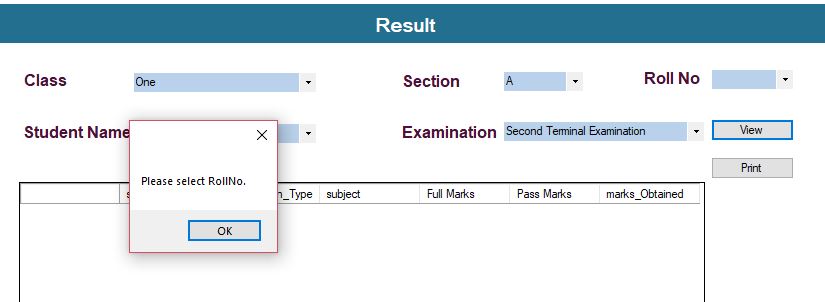 Result
Class
One
Section
A
Roll No
Student Name
Examination
Second Terminal Examination
View
Please select RollNo.
OK
Print
_Type
subject
Full Marks
Pass Marks
marks_Obtained